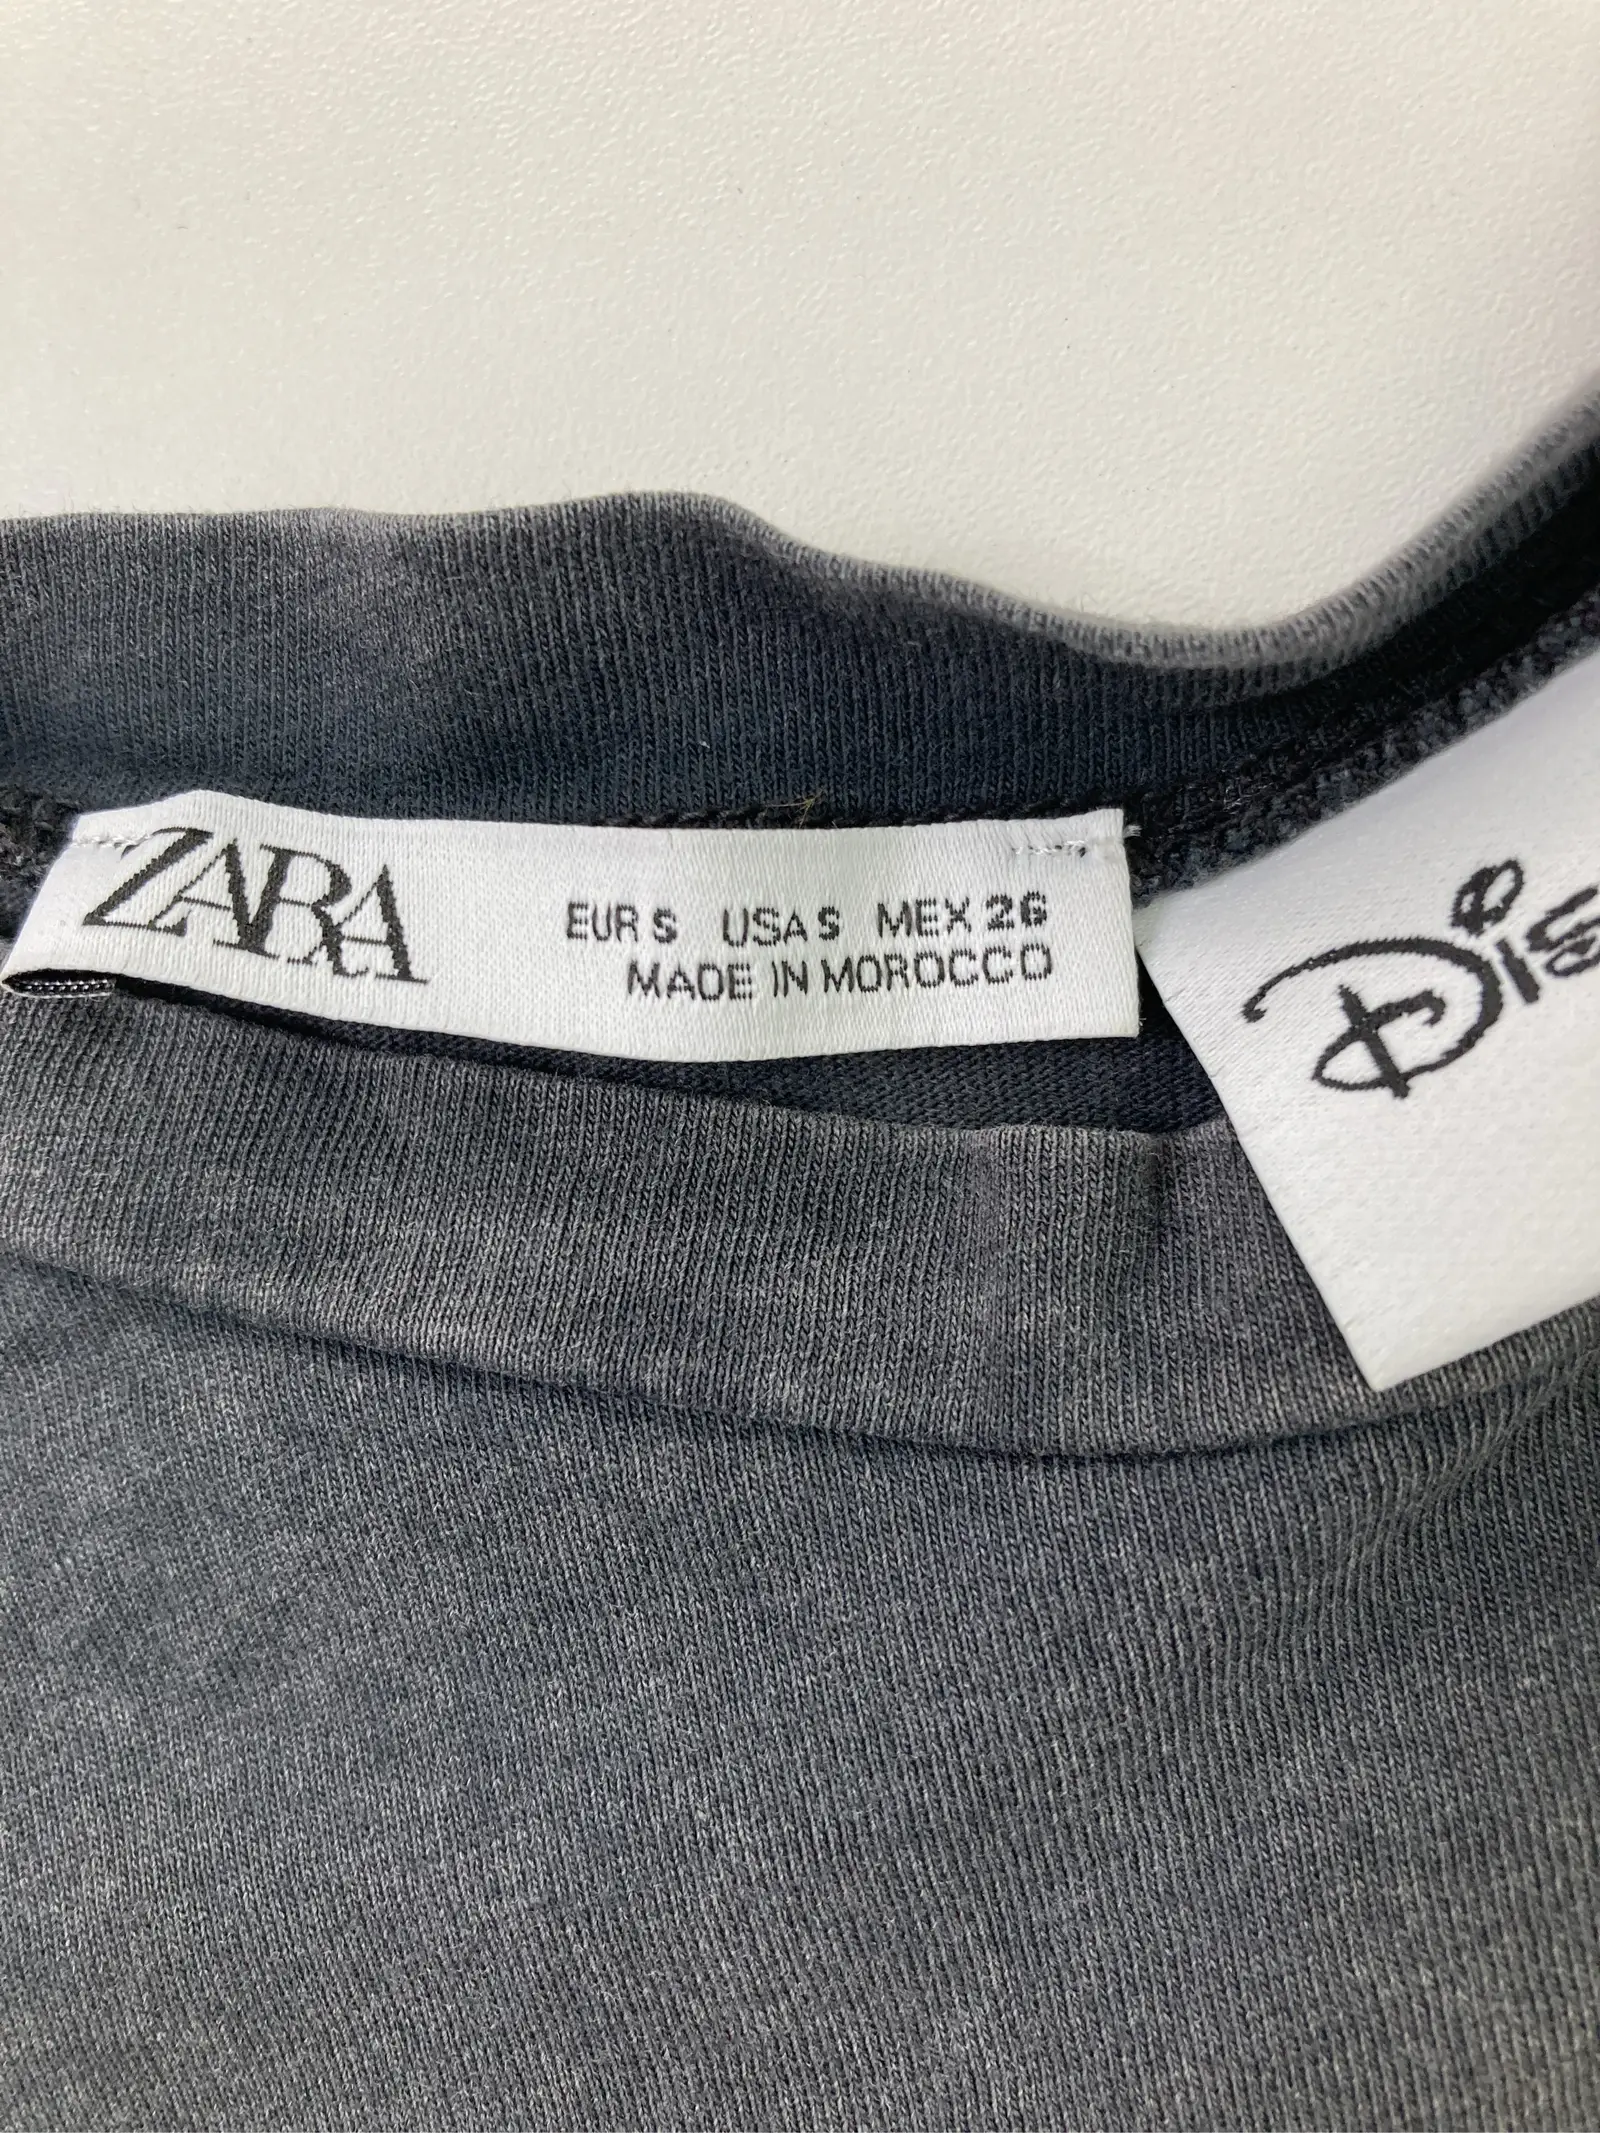 ZARA
EUR S USA S MEX 26
MADE IN MOROCCO
Dis